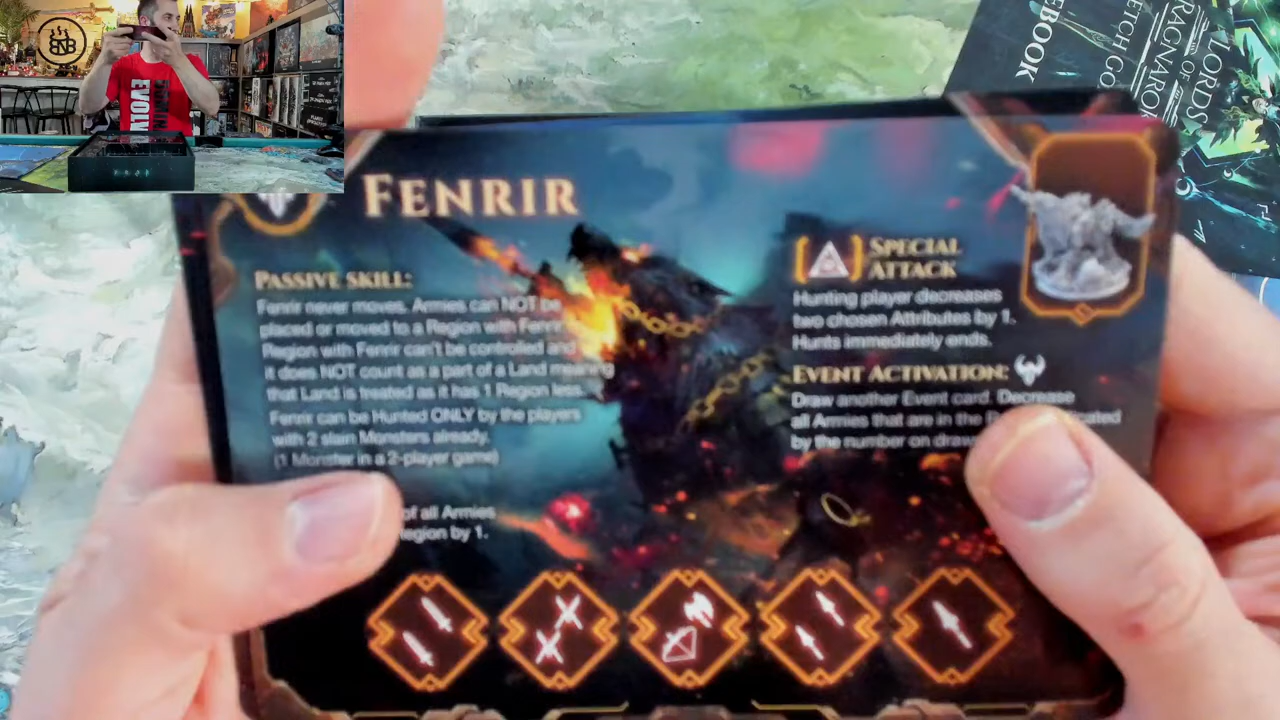 BNB
EVOLV
LORDS
OF
RAGNARÖK
EBOOK
FENRIR
PASSIVE SKILL:
Fenrir never moves. Armies can NOT be
placed or moved to a Region with Fenrir.
Region with Fenrir can't be controlled and
it does NOT count as a part of a Land meaning
that Land is treated as it has 1 Region less.
Fenrir can be Hunted ONLY by the players
with 2 slain Monsters already.
(1 Monster in a 2-player game)
of all Armies
by 1.
SPECIAL
ATTACK
Hunting player decreases
two chosen Attributes by 1.
Hunts immediately ends.
EVENT ACTIVATION:
Draw another Event card. Decrease
all Armies that are in the
by the number on